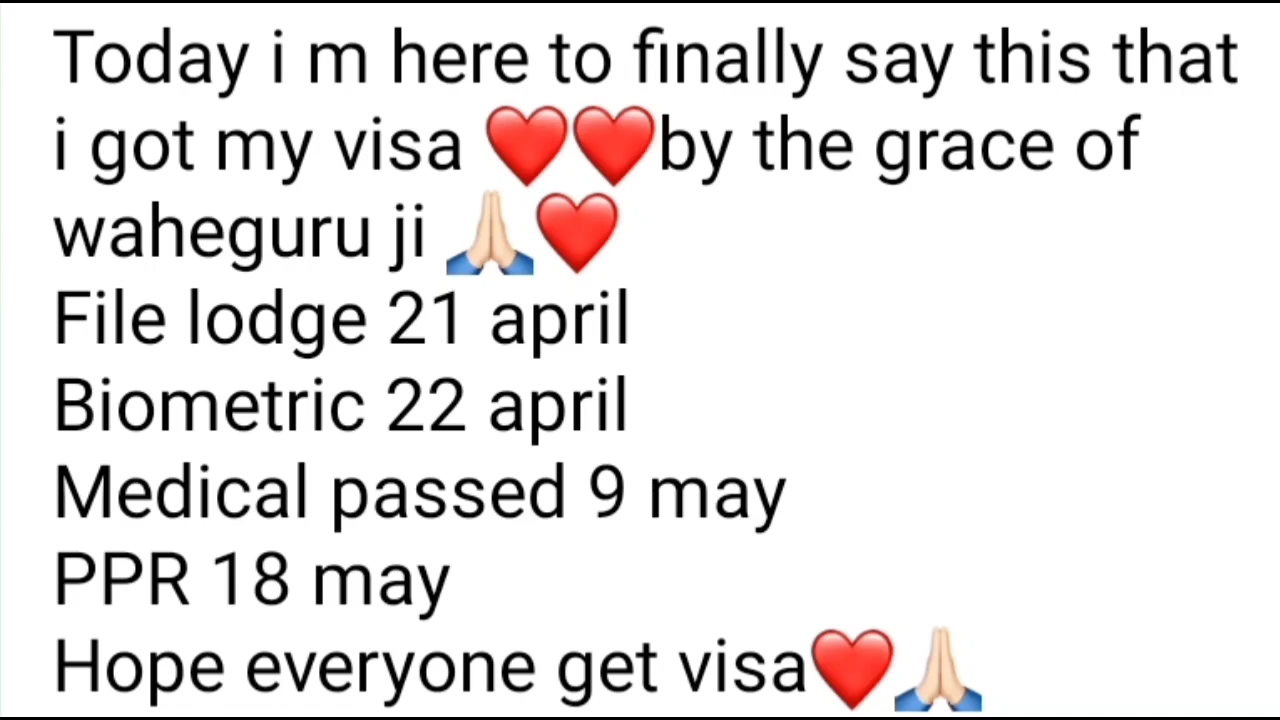 Today i m here to finally say this that
i got my visa ❤️❤️by the grace of
waheguru ji 🙏🏻❤️
File lodge 21 april
Biometric 22 april
Medical passed 9 may
PPR 18 may
Hope everyone get visa❤️🙏🏻